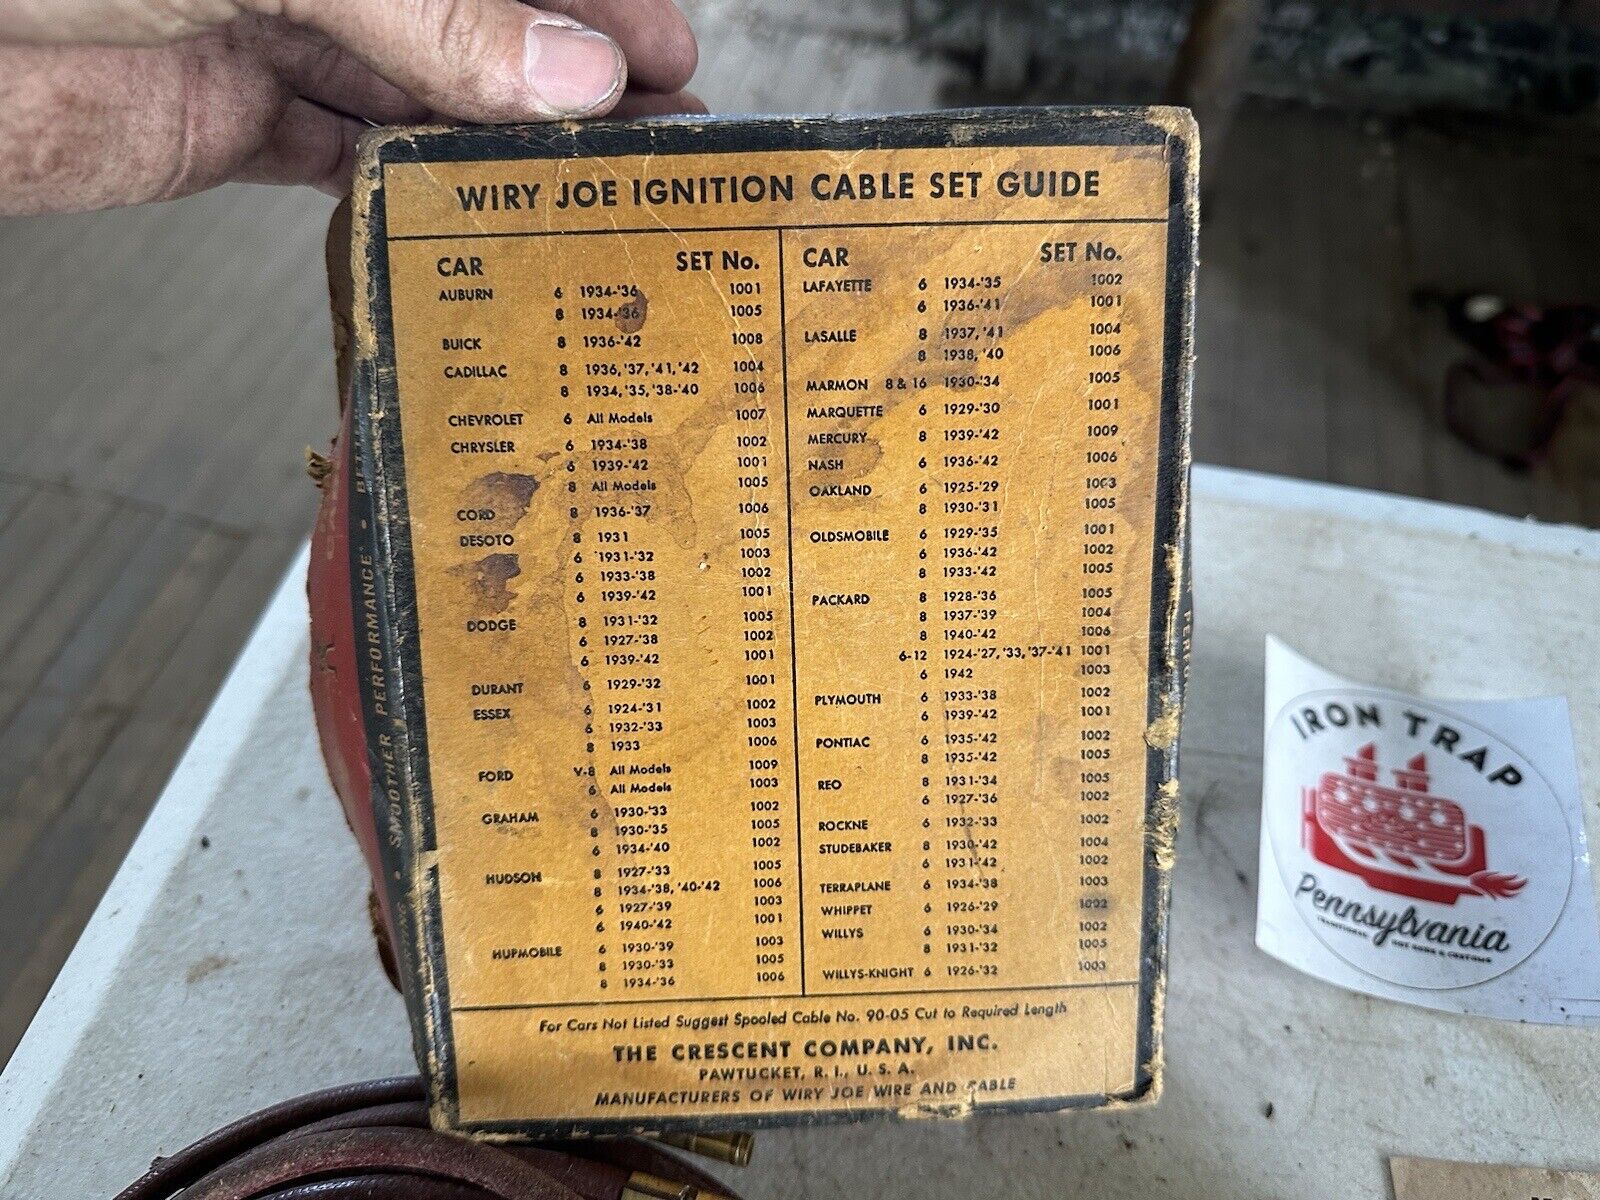 WIRY JOE IGNITION CABLE SET GUIDE
CAR SET No.
AUBURN 6 1934-'36 1001
8 1934-'36 1005
BUICK 8 1936-'42 1008
CADILLAC 8 1936, '37, '41, '42 1004
8 1934, '35, '38-'40 1006
CHEVROLET 6 All Models 1007
CHRYSLER 6 1934-'38 1002
6 1939-'42 1001
8 All Models 1005
CORD 8 1936-'37 1006
DESOTO 8 1931 1005
6 1931-'32 1003
6 1933-'38 1002
6 1939-'42 1001
DODGE 8 1931-'32 1005
6 1927-'38 1002
6 1939-'42 1001
DURANT 6 1929-'32 1001
ESSEX 6 1924-'31 1002
6 1932-'33 1003
8 1933 1006
FORD V-8 All Models 1009
6 All Models 1003
GRAHAM 6 1930-'33 1002
8 1930-'35 1005
6 1934-'40 1002
HUDSON 8 1927-'33 1005
8 1934-'38, '40-'42 1006
6 1927-'39 1003
6 1940-'42 1001
HUPMOBILE 6 1930-'39 1003
8 1930-'33 1005
8 1934-'36 1006
CAR SET No.
LAFAYETTE 6 1934-'35 1002
6 1936-'41 1001
LASALLE 8 1937, '41 1004
8 1938, '40 1006
MARMON 8 & 16 1930-'34 1005
MARQUETTE 6 1929-'30 1001
MERCURY 8 1939-'42 1009
NASH 6 1936-'42 1006
OAKLAND 6 1925-'29 1003
8 1930-'31 1005
OLDSMOBILE 6 1929-'35 1001
6 1936-'42 1002
8 1933-'42 1005
PACKARD 8 1928-'36 1005
8 1937-'39 1004
8 1940-'42 1006
6-12 1924-'27, '33, '37-'41 1001
6 1942 1003
PLYMOUTH 6 1933-'38 1002
6 1939-'42 1001
PONTIAC 6 1935-'42 1002
8 1935-'42 1005
REO 8 1931-'34 1005
6 1927-'36 1002
ROCKNE 6 1932-'33 1002
STUDEBAKER 8 1930-'42 1004
6 1931-'42 1002
TERRAPLANE 6 1934-'38 1003
WHIPPET 6 1926-'29 1002
WILLYS 6 1930-'34 1002
8 1931-'32 1005
WILLYS-KNIGHT 6 1926-'32 1003
For Cars Not Listed Suggest Spooled Cable No. 90-05 Cut to Required Length
THE CRESCENT COMPANY, INC.
PAWTUCKET, R. I., U. S. A.
MANUFACTURERS OF WIRY JOE WIRE AND CABLE
SMOOTHER PERFORMANCE
IRON TRAP
Pennsylvania